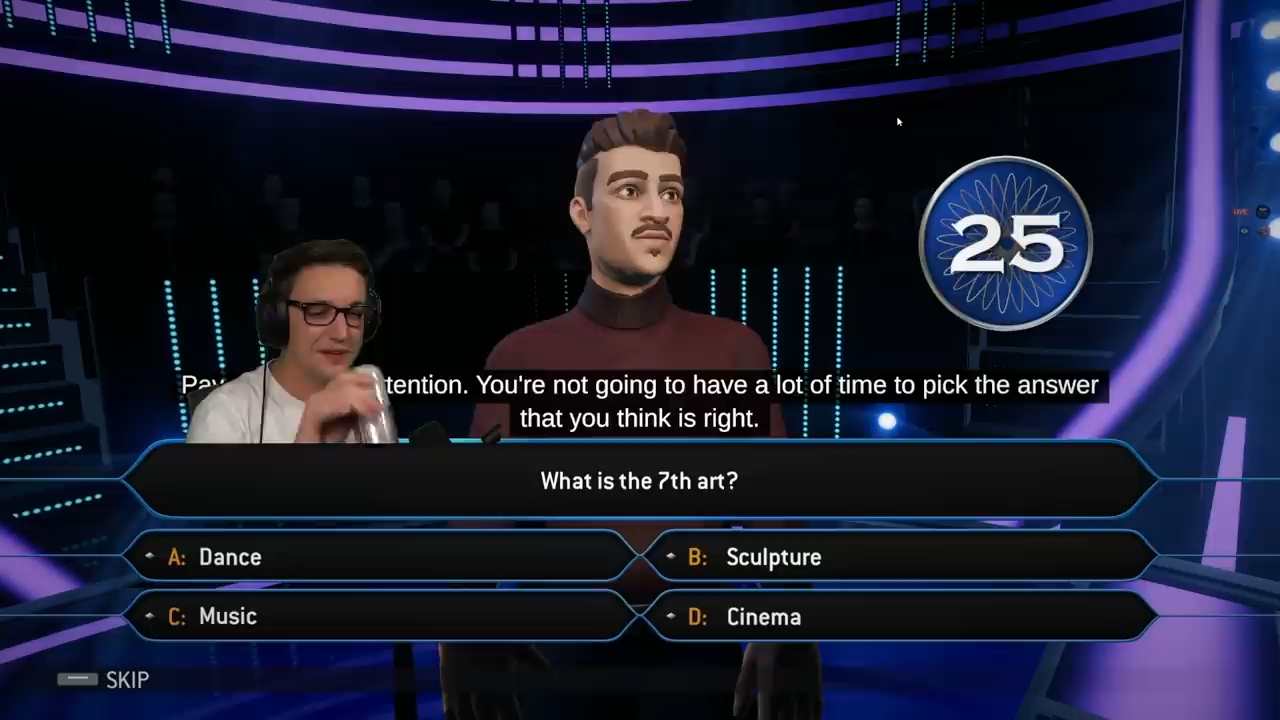 25
LIVE
Pay tention. You're not going to have a lot of time to pick the answer
that you think is right.
What is the 7th art?
A: Dance
B: Sculpture
C: Music
D: Cinema
SKIP